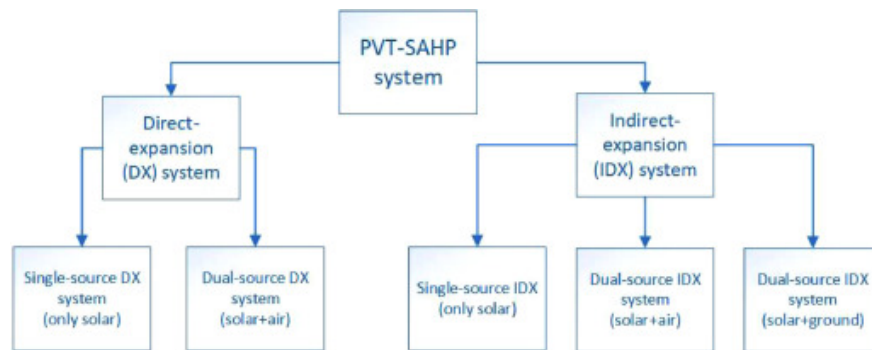 PVT-SAHP
system
Direct-
expansion
(DX) system
Indirect-
expansion
(IDX) system
Single-source DX
system
(only solar)
Dual-source DX
system
(solar+air)
Single-source IDX
(only solar)
Dual-source IDX
system
(solar+air)
Dual-source IDX
system
(solar+ground)